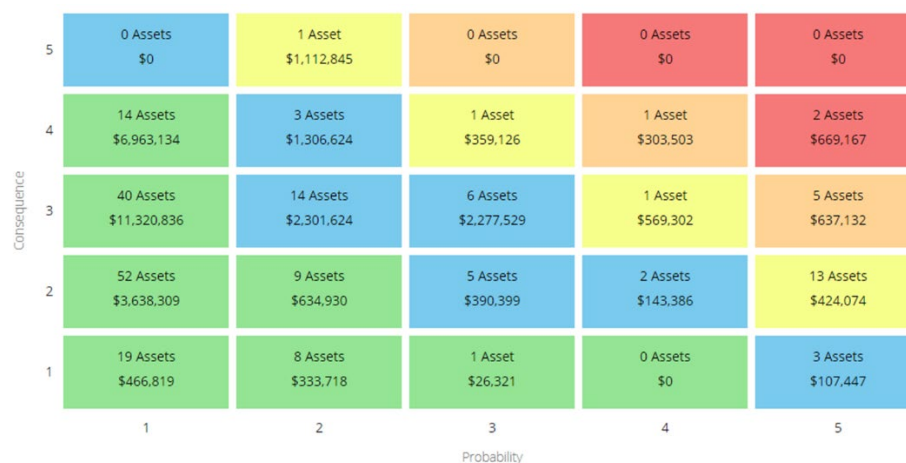 5
0 Assets
$0
1 Asset
$1,112,845
0 Assets
$0
0 Assets
$0
0 Assets
$0
4
14 Assets
$6,963,134
3 Assets
$1,306,624
1 Asset
$359,126
1 Asset
$303,503
2 Assets
$669,167
Consequence
3
40 Assets
$11,320,836
14 Assets
$2,301,624
6 Assets
$2,277,529
1 Asset
$569,302
5 Assets
$637,132
2
52 Assets
$3,638,309
9 Assets
$634,930
5 Assets
$390,399
2 Assets
$143,386
13 Assets
$424,074
1
19 Assets
$466,819
8 Assets
$333,718
1 Asset
$26,321
0 Assets
$0
3 Assets
$107,447
1 2 3 4 5
Probability